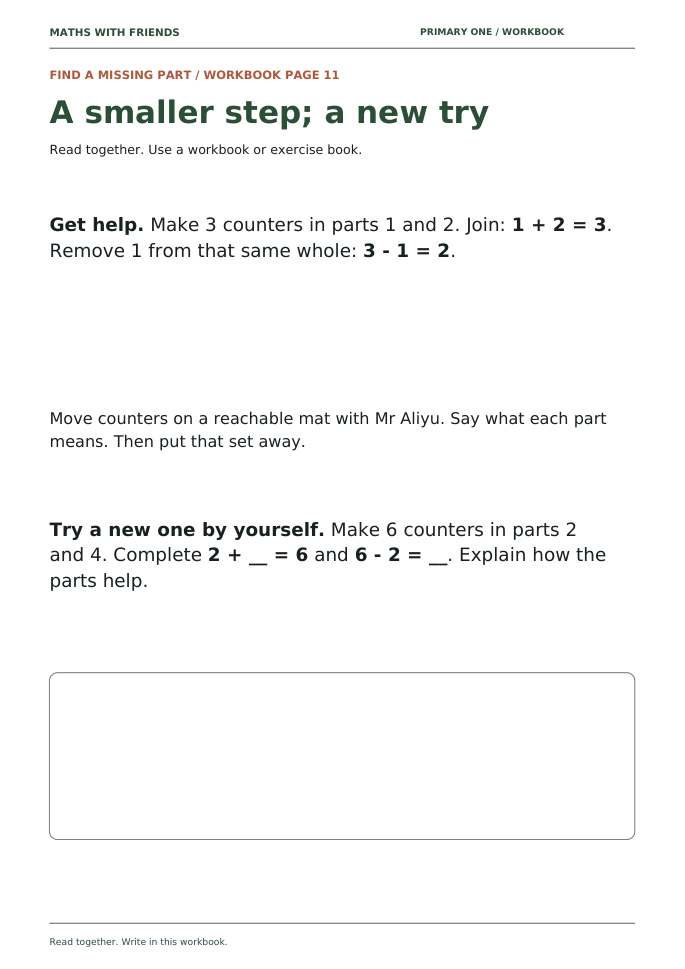 MATHS WITH FRIENDS
PRIMARY ONE / WORKBOOK
FIND A MISSING PART / WORKBOOK PAGE 11
A smaller step; a new try
Read together. Use a workbook or exercise book.
Get help. Make 3 counters in parts 1 and 2. Join: 1 + 2 = 3.
Remove 1 from that same whole: 3 - 1 = 2.
Move counters on a reachable mat with Mr Aliyu. Say what each part
means. Then put that set away.
Try a new one by yourself. Make 6 counters in parts 2
and 4. Complete 2 + __ = 6 and 6 - 2 = __. Explain how the
parts help.
Read together. Write in this workbook.